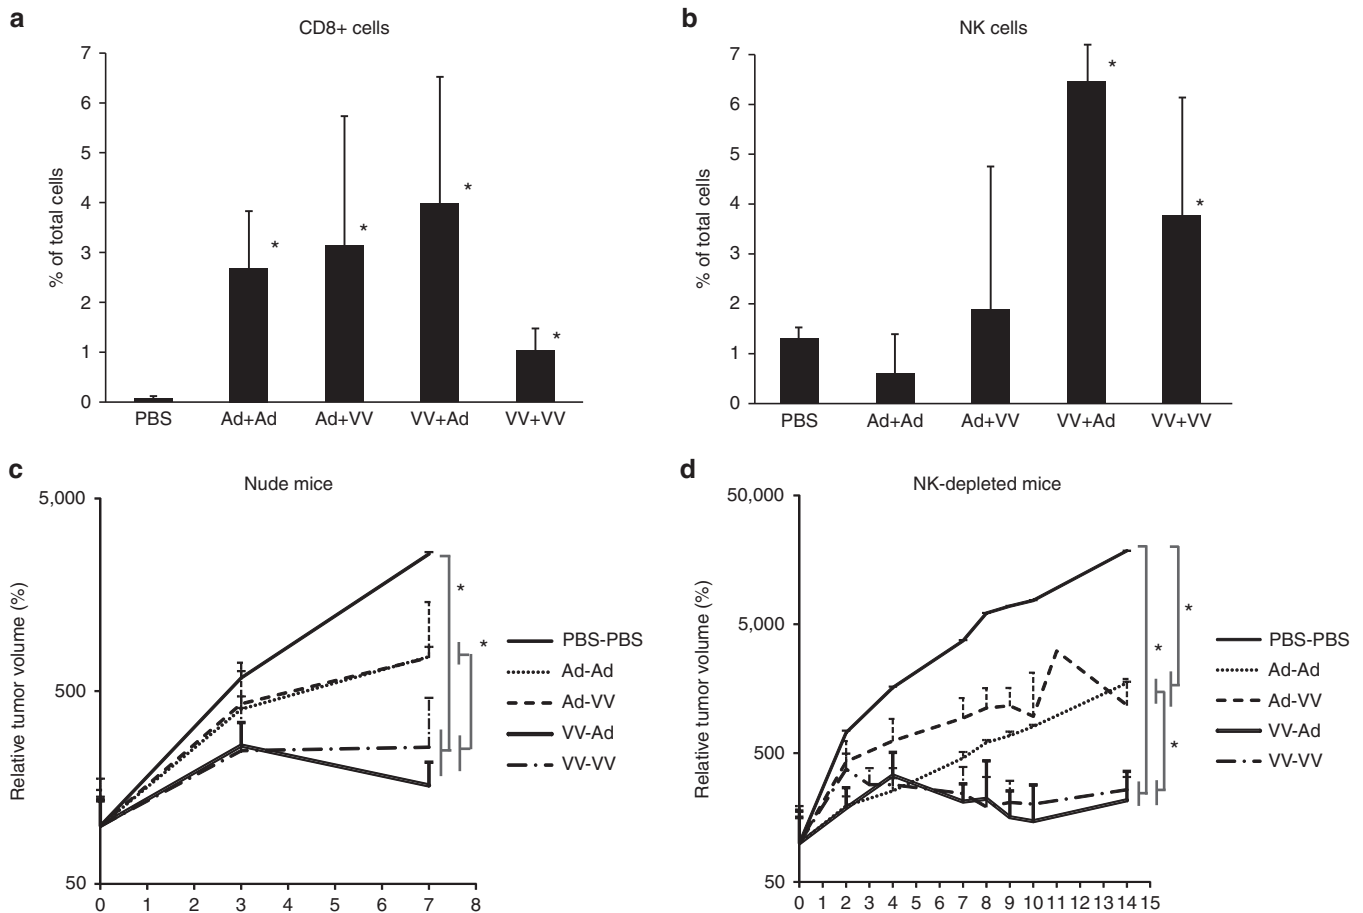 a
CD8+ cells
% of total cells
7
6
5
4
3
2
1
0
*
*
*
*
PBS Ad+Ad Ad+VV VV+Ad VV+VV
b
NK cells
% of total cells
7
6
5
4
3
2
1
0
*
*
PBS Ad+Ad Ad+VV VV+Ad VV+VV
c
Nude mice
Relative tumor volume (%)
5,000
500
50
0 1 2 3 4 5 6 7 8
*
*
PBS-PBS
Ad-Ad
Ad-VV
VV-Ad
VV-VV
d
NK-depleted mice
Relative tumor volume (%)
50,000
5,000
500
50
0 1 2 3 4 5 6 7 8 9 10 11 12 13 14 15
*
*
*
PBS-PBS
Ad-Ad
Ad-VV
VV-Ad
VV-VV